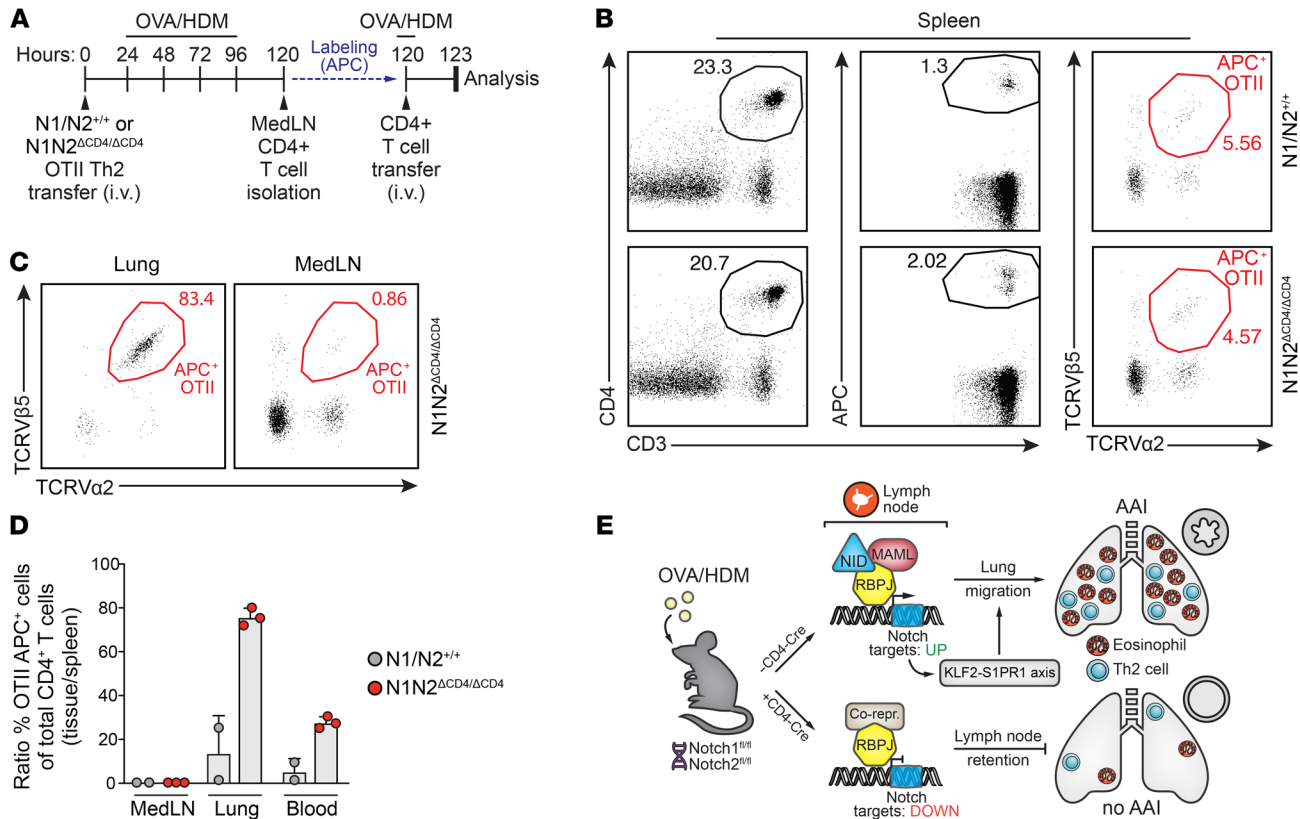 A
OVA/HDM
OVA/HDM
Hours: 0 24 48 72 96 120 120 123
Labeling
(APC)
Analysis
N1/N2+/+ or
N1N2ΔCD4/ΔCD4
OTII Th2
transfer (i.v.)
MedLN
CD4+
T cell
isolation
CD4+
T cell
transfer (i.v.)
B
Spleen
23.3
1.3
APC+
OTII
5.56
N1/N2+/+
20.7
2.02
APC+
OTII
4.57
N1N2ΔCD4/ΔCD4
CD4
APC
TCRVβ5
CD3
TCRVα2
C
Lung
MedLN
83.4
APC+
OTII
0.86
APC+
OTII
N1N2ΔCD4/ΔCD4
TCRVβ5
TCRVα2
D
Ratio % OTII APC+ cells
of total CD4+ T cells
(tissue/spleen)
100
80
60
40
20
0
MedLN
Lung
Blood
N1/N2+/+
N1N2ΔCD4/ΔCD4
E
OVA/HDM
Notch1fl/fl
Notch2fl/fl
-CD4-Cre
+CD4-Cre
Lymph
node
NID
MAML
RBPJ
Notch
targets: UP
KLF2-S1PR1 axis
Lung
migration
AAI
Eosinophil
Th2 cell
Co-repr.
RBPJ
Notch
targets: DOWN
Lymph node
retention
no AAI